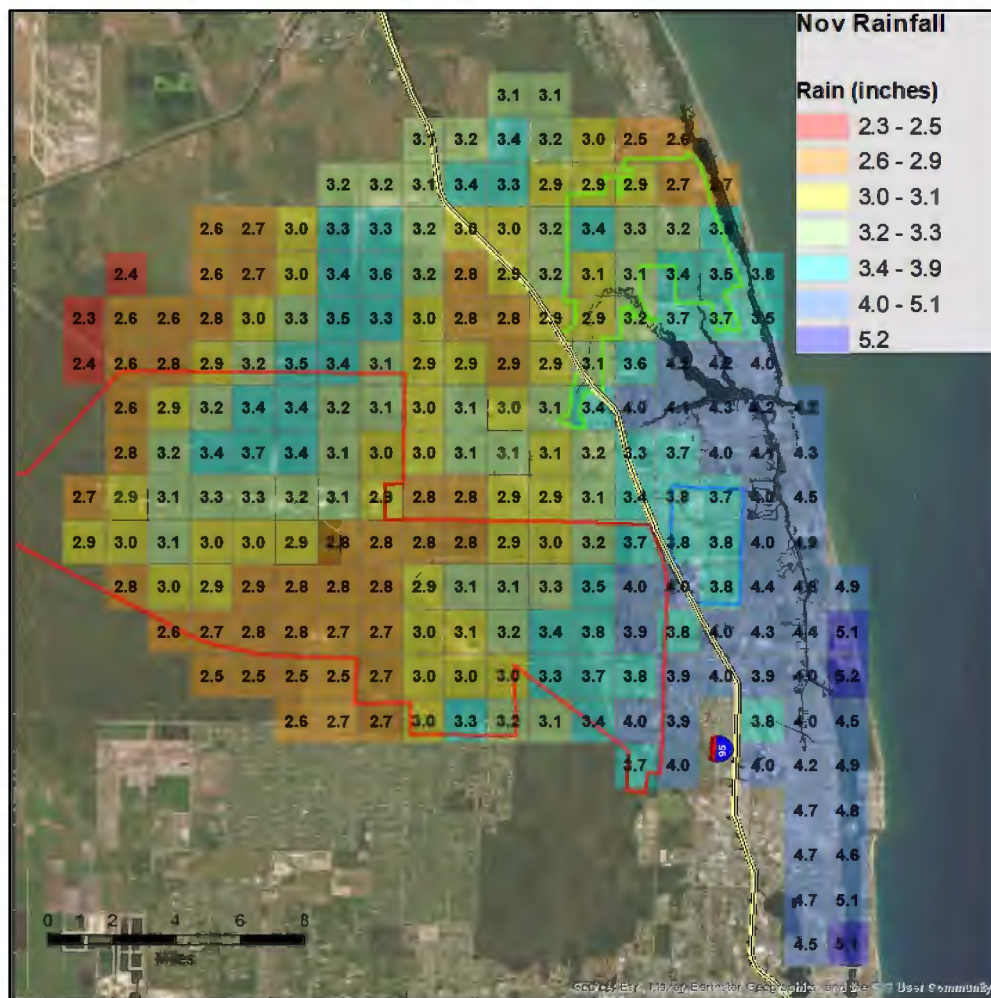 Nov Rainfall
Rain (inches)
2.3 - 2.5
2.6 - 2.9
3.0 - 3.1
3.2 - 3.3
3.4 - 3.9
4.0 - 5.1
5.2
3.1 3.1
3.1 3.2 3.4 3.2 3.0 2.5 2.6
3.2 3.2 3.1 3.4 3.3 2.9 2.9 2.9 2.7 2.7
2.6 2.7 3.0 3.3 3.3 3.2 3.0 3.0 3.2 3.4 3.3 3.2
2.4 2.6 2.7 3.0 3.4 3.6 3.2 2.8 2.9 3.2 3.1 3.1 3.4 3.5 3.8
2.3 2.6 2.6 2.8 3.0 3.3 3.5 3.3 3.0 2.8 2.8 2.9 2.9 3.2 3.7 3.7 3.5
2.4 2.6 2.8 2.9 3.2 3.5 3.4 3.1 2.9 2.9 2.9 2.9 3.1 3.6 4.2 4.0
2.6 2.9 3.2 3.4 3.4 3.2 3.1 3.0 3.1 3.0 3.1 3.4 4.0 4.1 4.3 4.2
2.8 3.2 3.4 3.7 3.4 3.1 3.0 3.0 3.1 3.1 3.1 3.2 3.3 3.7 4.0 4.3
2.7 2.9 3.1 3.3 3.3 3.2 3.1 2.9 2.8 2.8 2.9 2.9 3.1 3.4 3.8 3.7 4.0 4.5
2.9 3.0 3.1 3.0 3.0 2.9 2.8 2.8 2.8 2.8 2.9 3.0 3.2 3.7 3.8 3.8 4.0
2.8 3.0 2.9 2.9 2.8 2.8 2.8 2.9 3.1 3.1 3.3 3.5 4.0 4.0 3.8 4.4 4.8 4.9
2.6 2.7 2.8 2.8 2.7 2.7 3.0 3.1 3.2 3.4 3.8 3.9 3.8 4.0 4.3 4.4 5.1
2.5 2.5 2.5 2.5 2.7 3.0 3.0 3.0 3.3 3.7 3.8 3.9 4.0 3.9 4.0 5.2
2.6 2.7 2.7 3.0 3.3 3.2 3.1 3.4 4.0 3.9 3.8 4.0 4.5
3.7 4.0 95 4.0 4.2 4.9
4.7 4.8
4.7 4.6
4.7 5.1
4.5 5.1
0 1 2 4 6 8
Miles
User Community